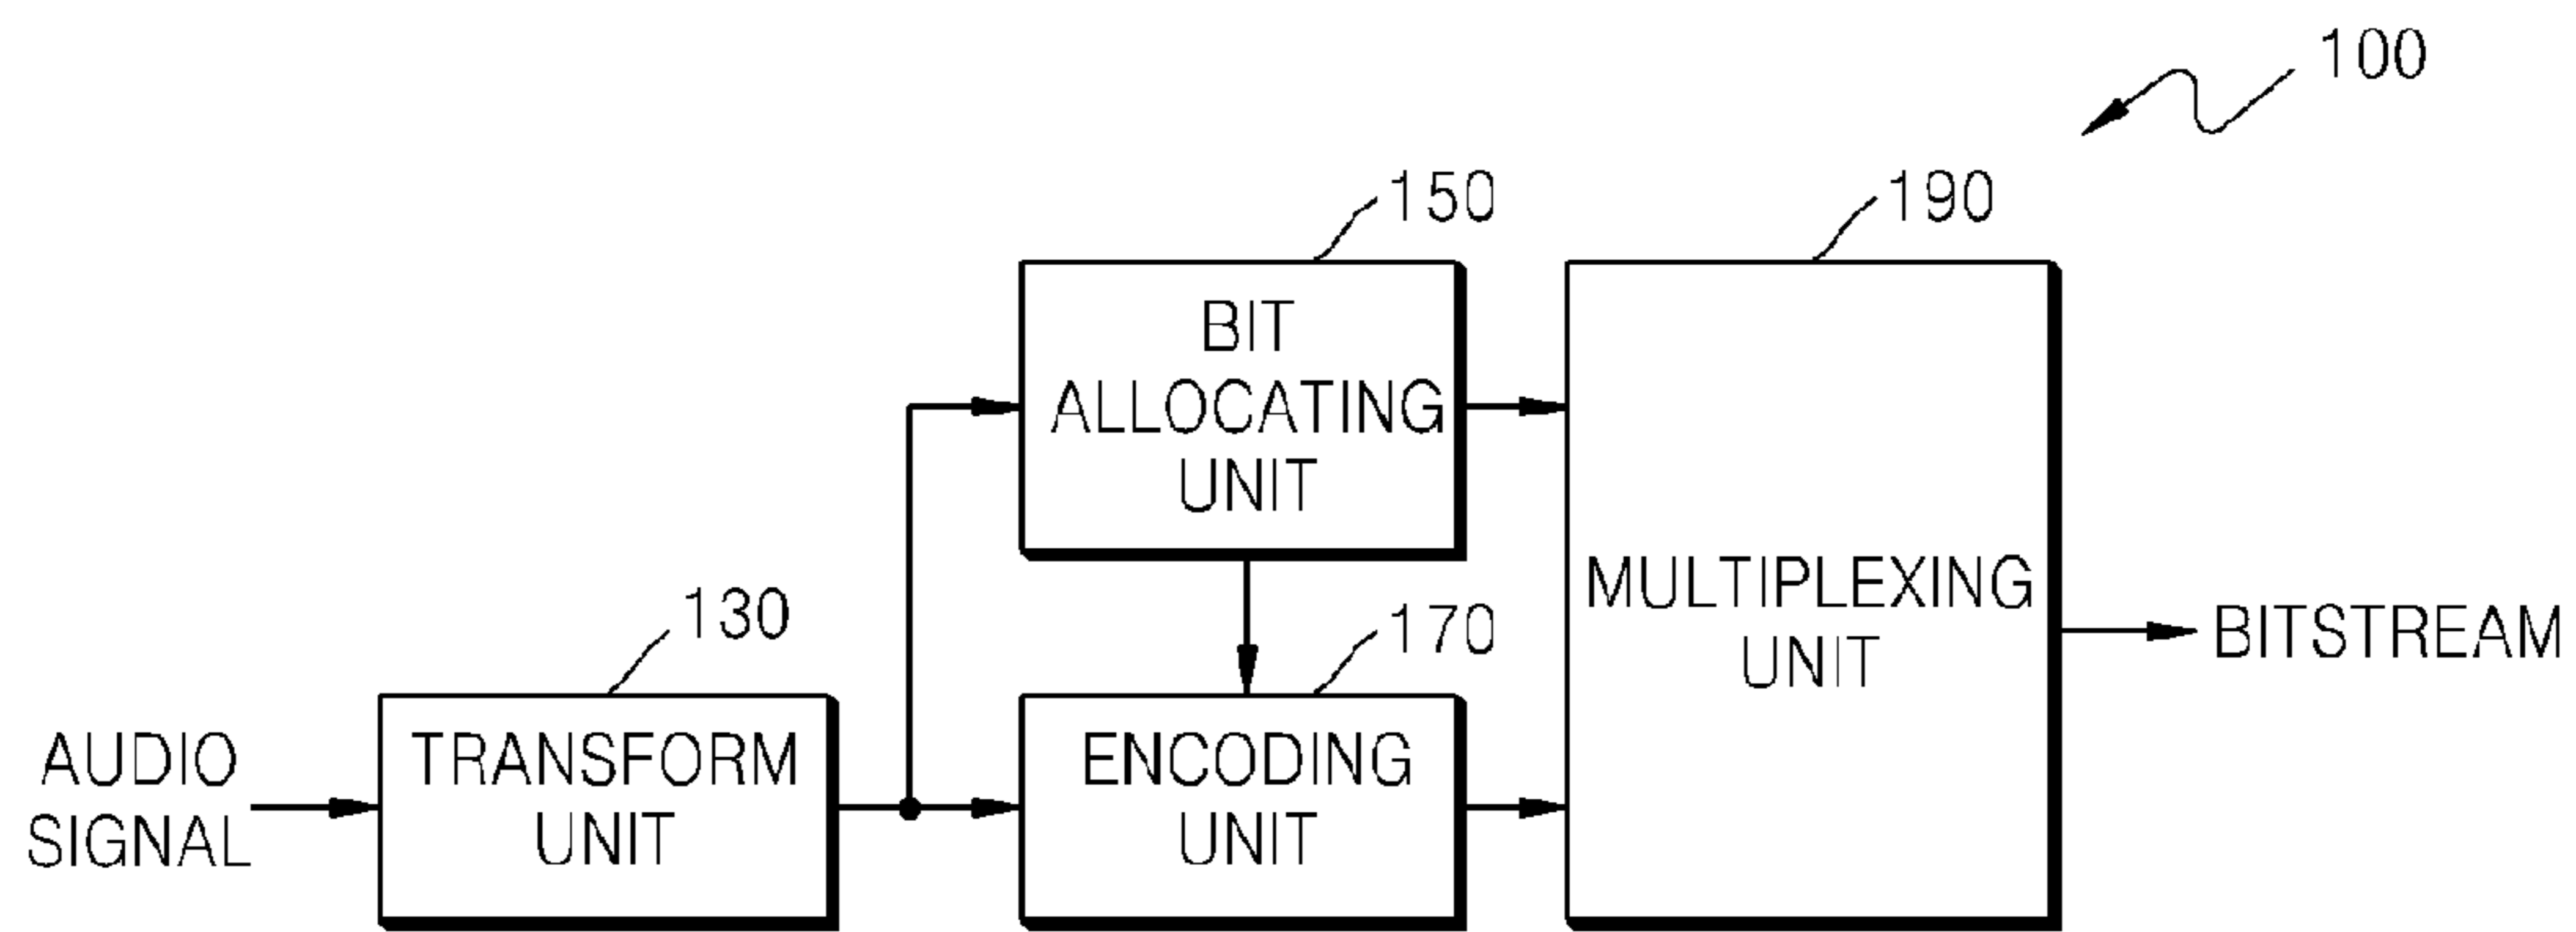 100
150
190
BIT
ALLOCATING
UNIT
MULTIPLEXING
UNIT
BITSTREAM
130
170
AUDIO
SIGNAL
TRANSFORM
UNIT
ENCODING
UNIT